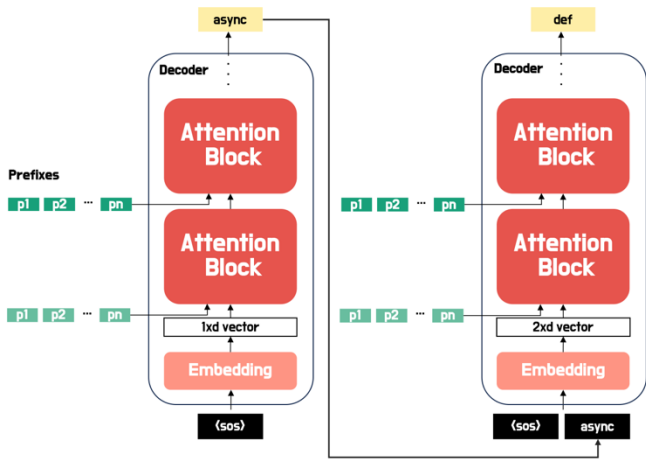 async
def
Decoder
Decoder
Attention
Block
Attention
Block
Prefixes
p1 p2 ... pn
p1 p2 ... pn
Attention
Block
Attention
Block
p1 p2 ... pn
p1 p2 ... pn
1xd vector
2xd vector
Embedding
Embedding
⟨sos⟩
⟨sos⟩ async